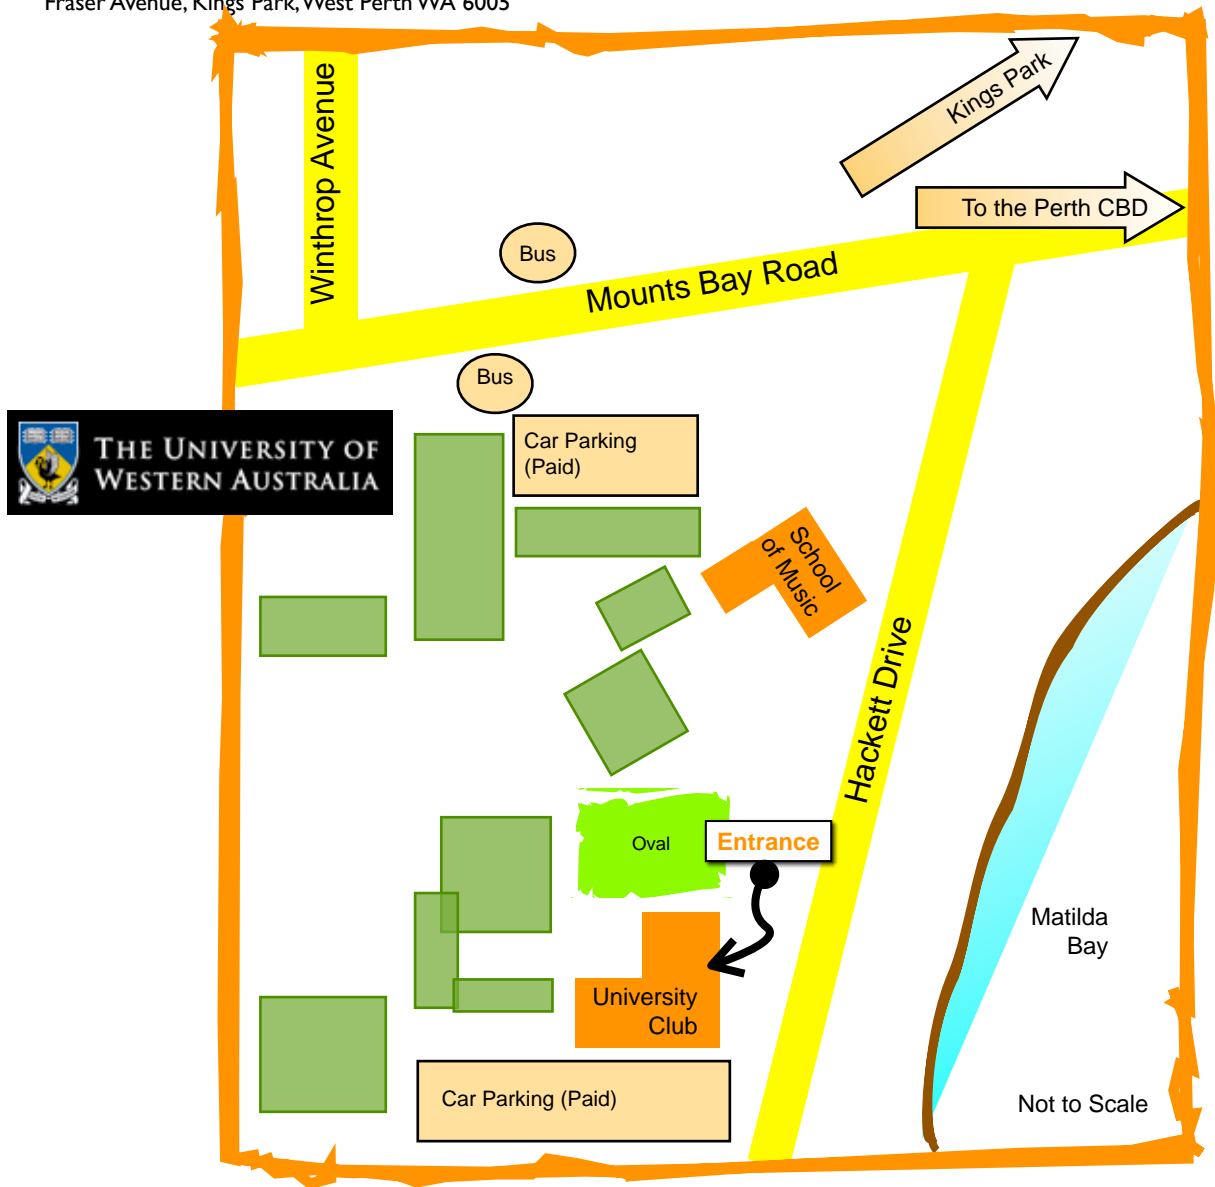 Fraser Avenue, Kings Park, West Perth WA 6005
Kings Park
Winthrop Avenue
To the Perth CBD
Bus
Mounts Bay Road
Bus
Car Parking
(Paid)
THE UNIVERSITY OF
WESTERN AUSTRALIA
School
of Music
Hackett Drive
Oval
Entrance
Matilda
Bay
University
Club
Car Parking (Paid)
Not to Scale